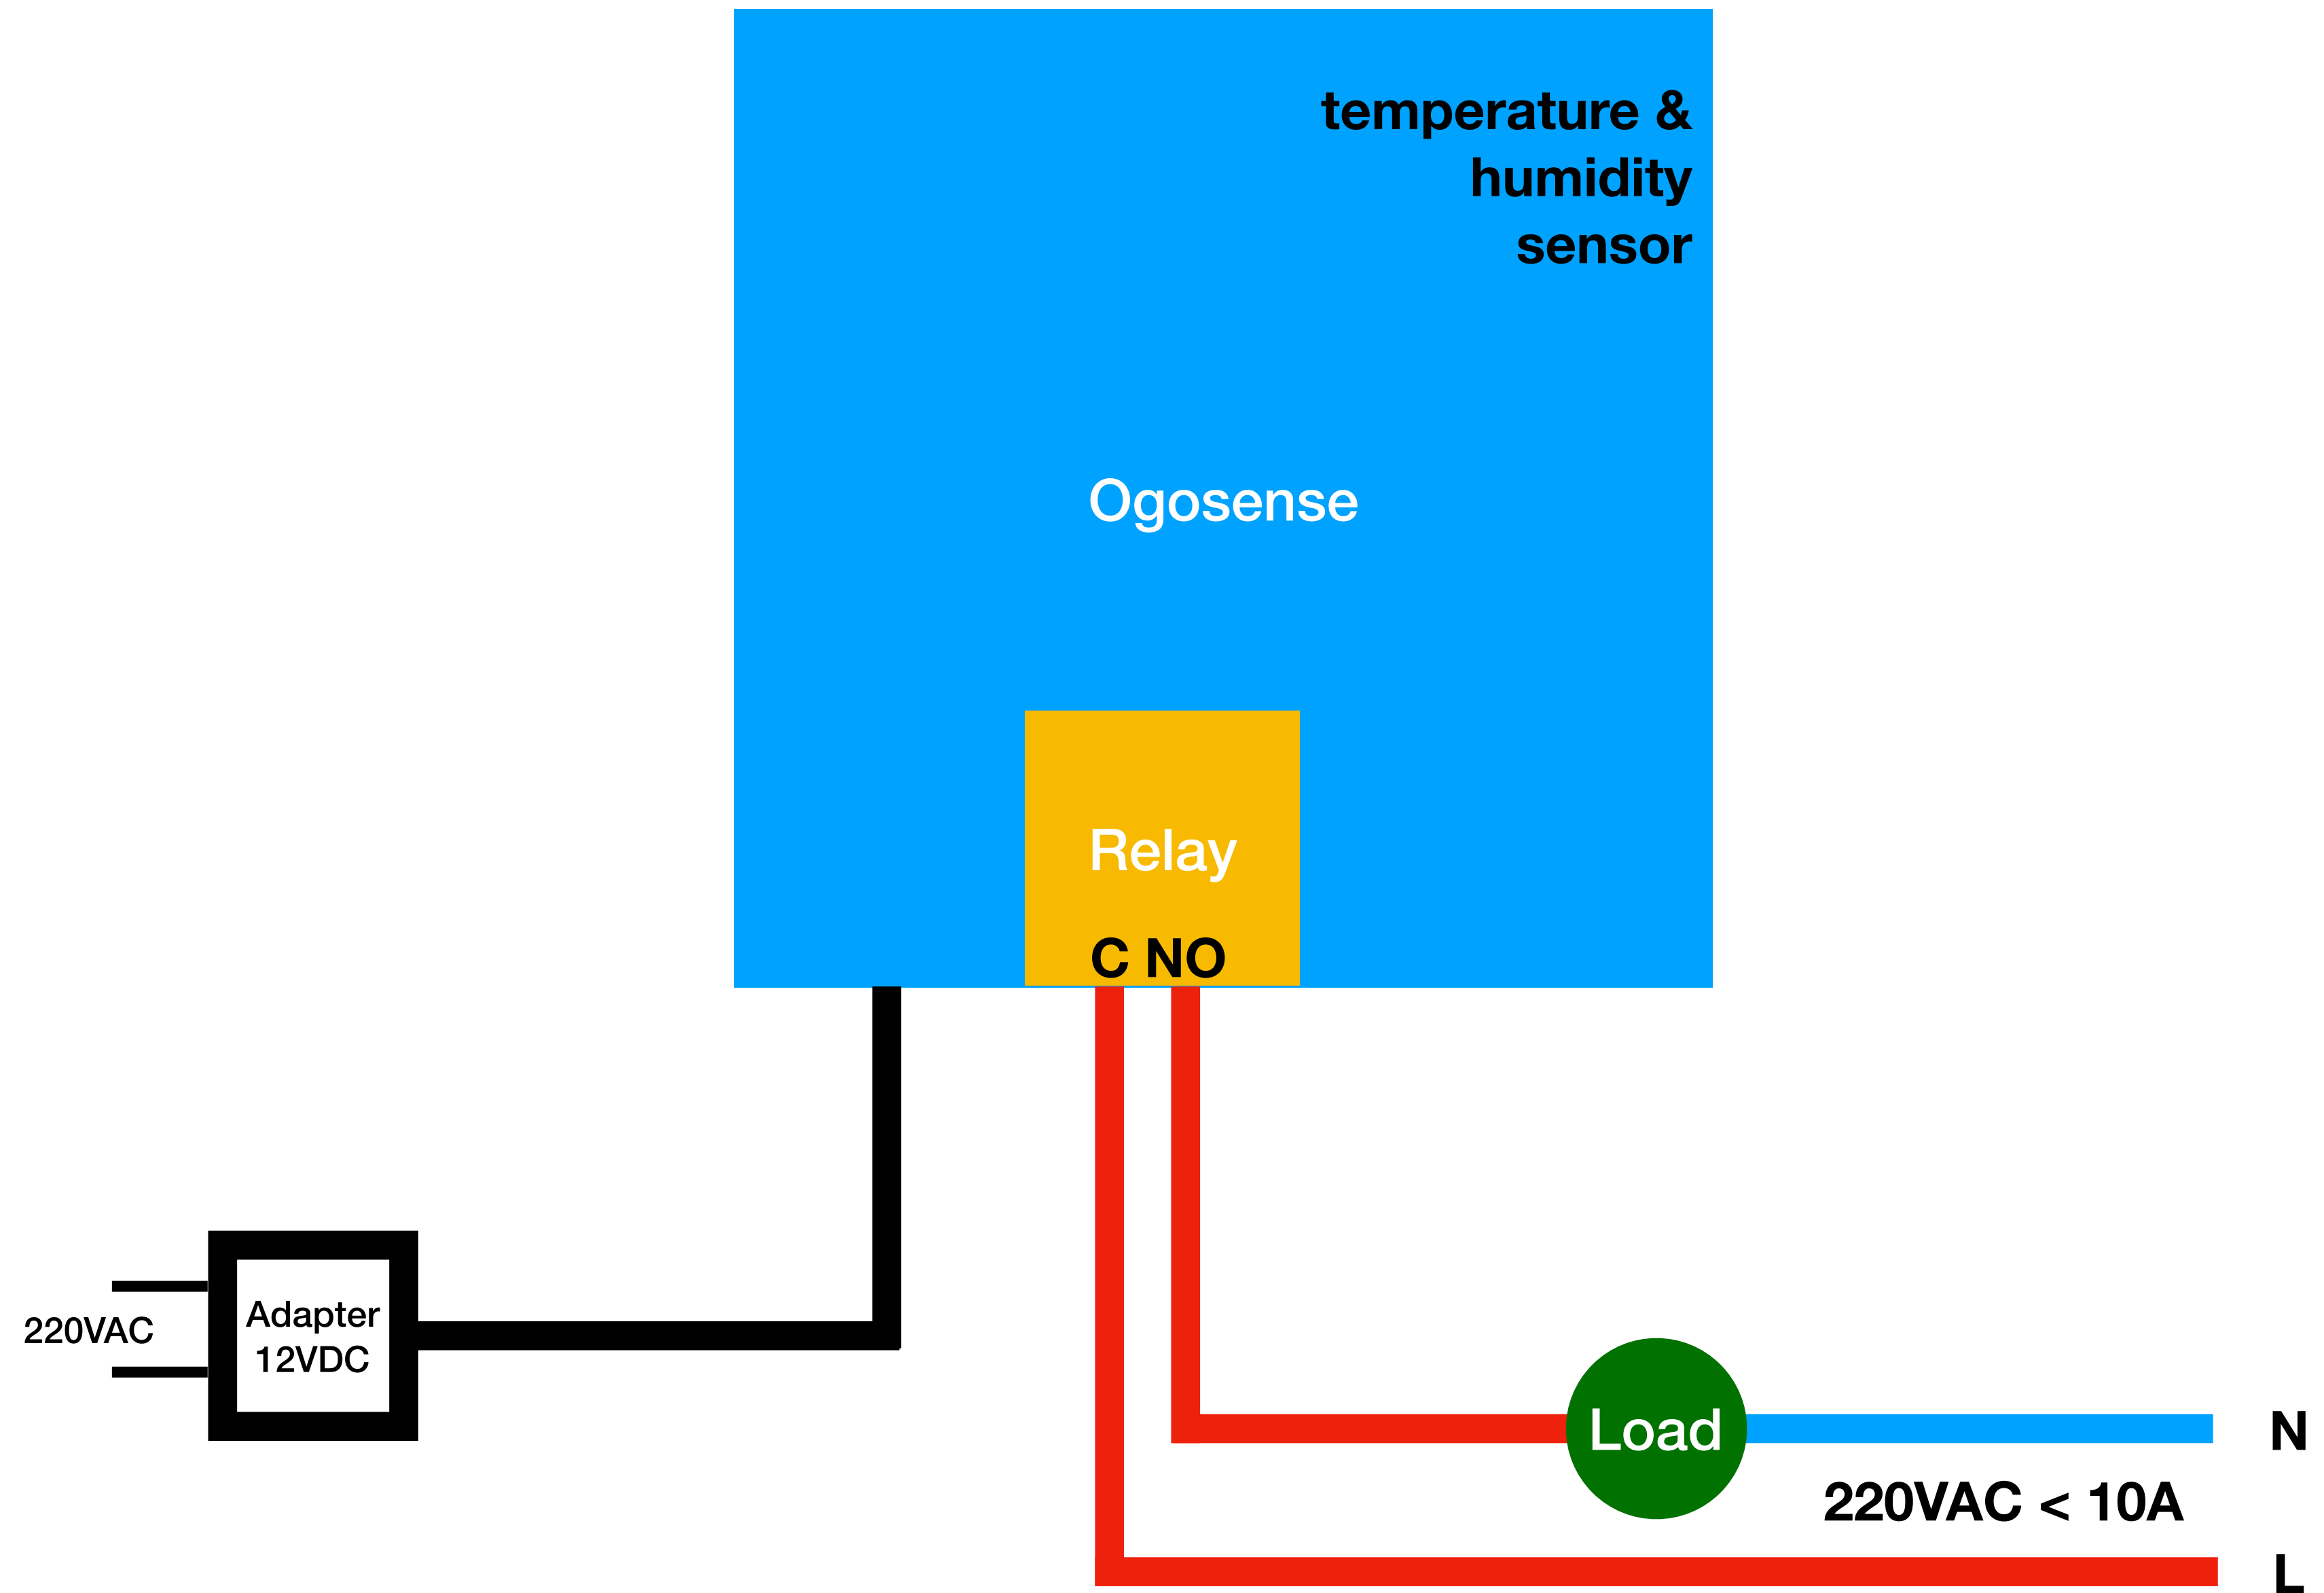 temperature &
humidity
sensor
Ogosense
Relay
C NO
220VAC
Adapter
12VDC
Load
N
220VAC < 10A
L